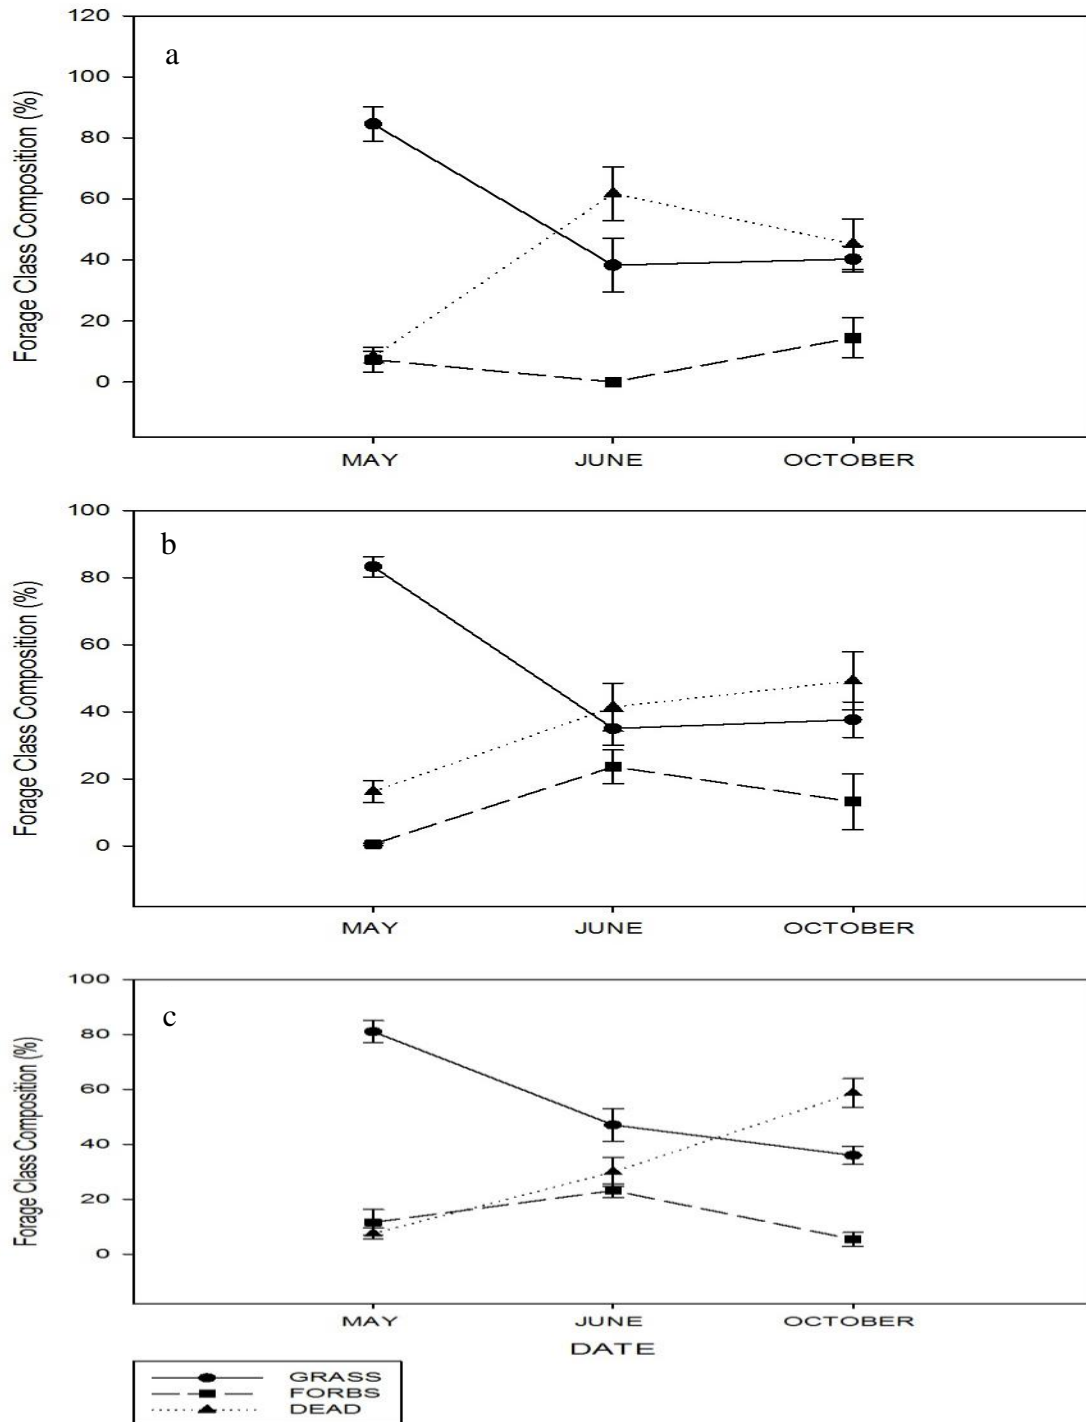 120
a
100
80
60
40
20
0
Forage Class Composition (%)
MAY JUNE OCTOBER
100
b
80
60
40
20
0
Forage Class Composition (%)
MAY JUNE OCTOBER
100
c
80
60
40
20
0
Forage Class Composition (%)
MAY JUNE OCTOBER
DATE
GRASS
FORBS
DEAD